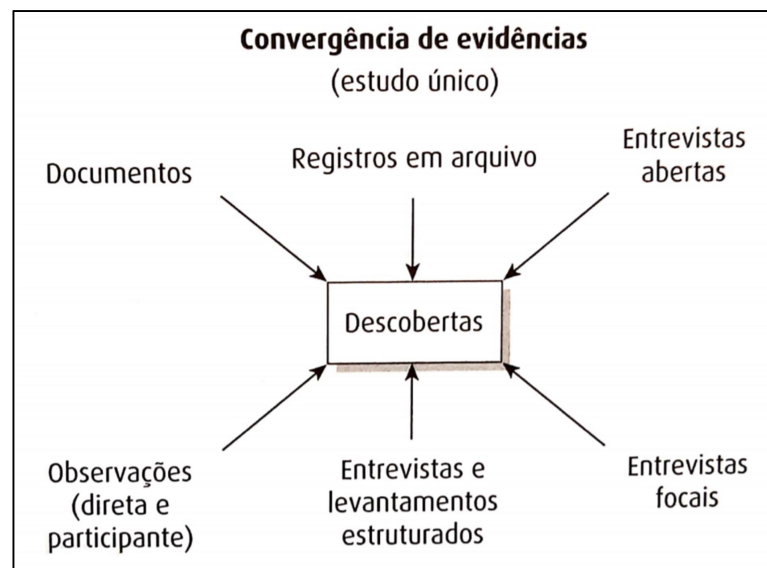 Convergência de evidências
(estudo único)
Documentos
Registros em arquivo
Entrevistas
abertas
Descobertas
Observações
(direta e
participante)
Entrevistas e
levantamentos
estruturados
Entrevistas
focais